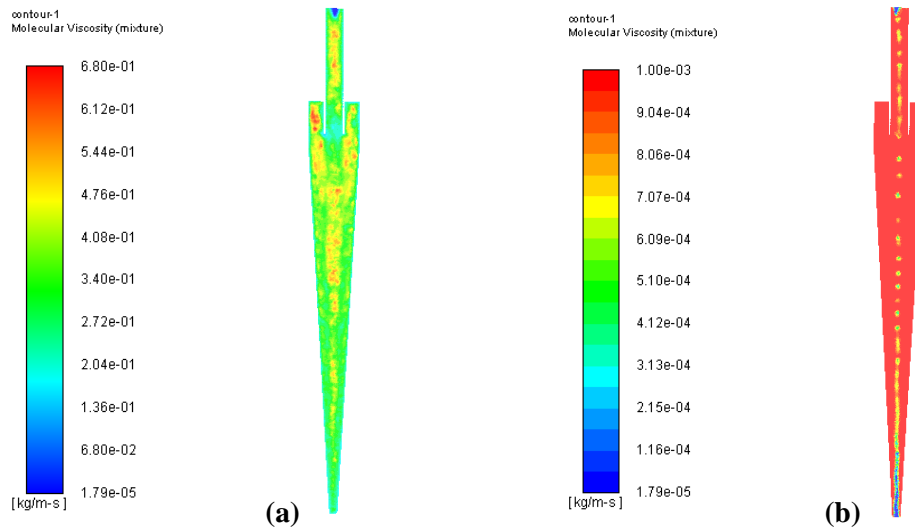 contour-1
Molecular Viscosity (mixture)
6.80e-01
6.12e-01
5.44e-01
4.76e-01
4.08e-01
3.40e-01
2.72e-01
2.04e-01
1.36e-01
6.80e-02
1.79e-05
[kg/m-s ]
(a)
contour-1
Molecular Viscosity (mixture)
1.00e-03
9.04e-04
8.06e-04
7.07e-04
6.09e-04
5.10e-04
4.12e-04
3.13e-04
2.15e-04
1.16e-04
1.79e-05
[kg/m-s ]
(b)